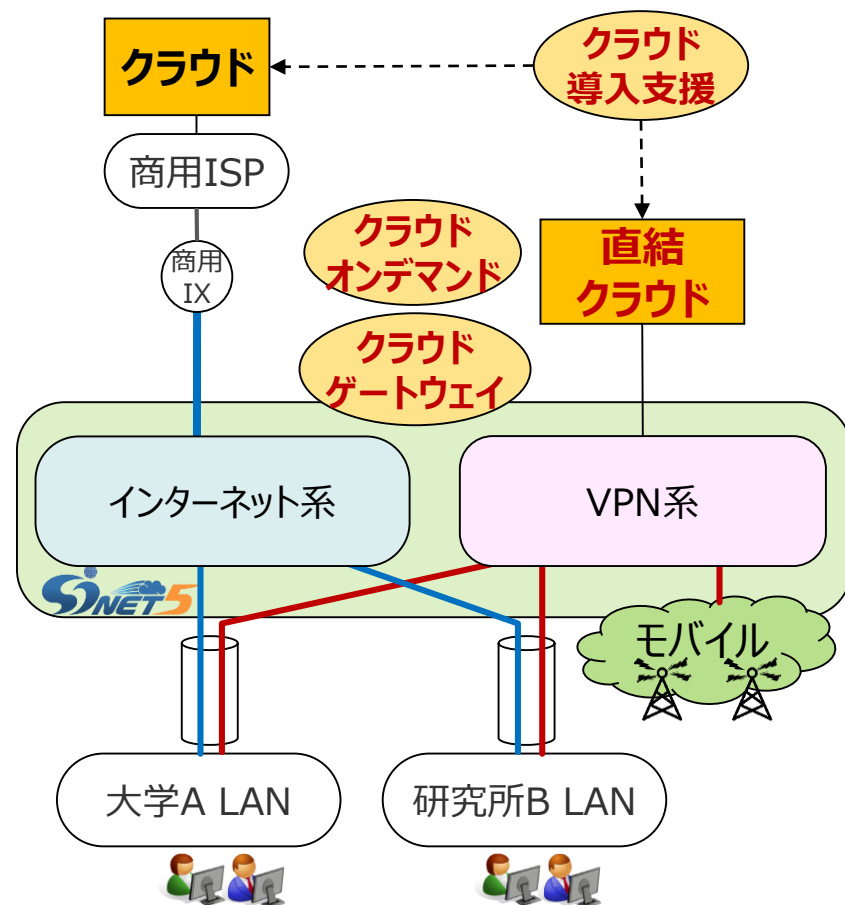 クラウド
クラウド
導入支援
商用ISP
商用
IX
クラウド
オンデマンド
直結
クラウド
クラウド
ゲートウェイ
インターネット系
VPN系
SINET5
モバイル
大学A LAN
研究所B LAN